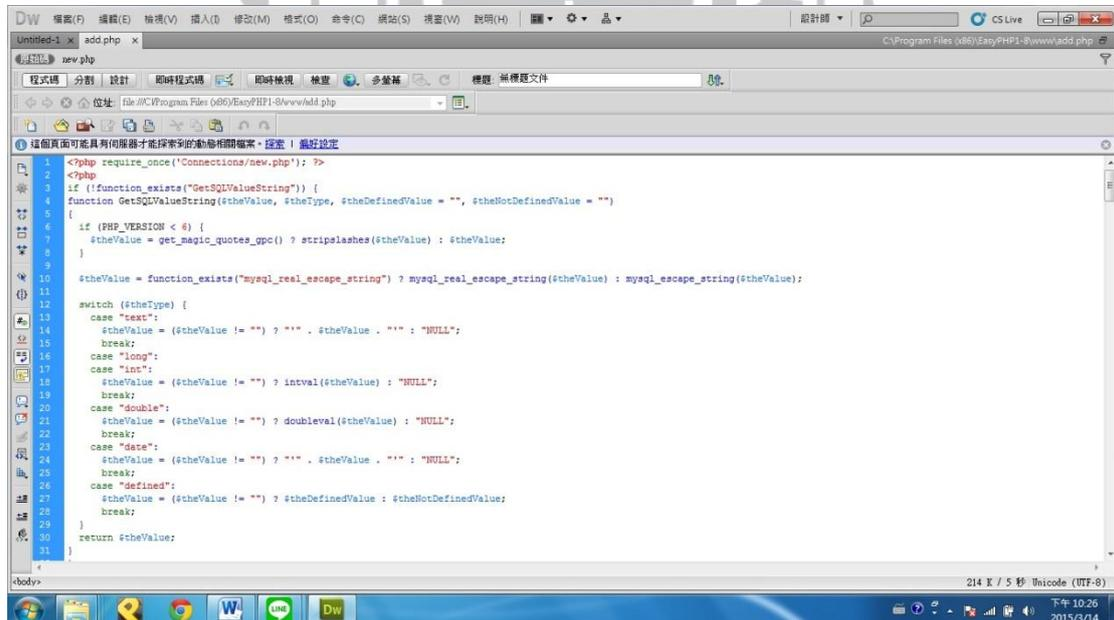 DW 檔案(F) 編輯(E) 檢視(V) 插入(I) 修改(M) 格式(O) 命令(C) 網站(S) 視窗(W) 說明(H) 設計師 CS Live
Untitled-1 × add.php × C:\Program Files (x86)\EasyPHP1-8\www\add.php
原始碼 new.php
程式碼 分割 設計 即時程式碼 即時檢視 檢查 多螢幕 標題: 無標題文件
位址: file:///C|/Program Files (x86)/EasyPHP1-8/www/add.php
這個頁面可能具有伺服器才能探索到的動態相關檔案。探索 | 偏好設定
1 <?php require_once('Connections/new.php'); ?>
2 <?php
3 if (!function_exists("GetSQLValueString")) {
4 function GetSQLValueString($theValue, $theType, $theDefinedValue = "", $theNotDefinedValue = "")
5 {
6 if (PHP_VERSION < 6) {
7 $theValue = get_magic_quotes_gpc() ? stripslashes($theValue) : $theValue;
8 }
9
10 $theValue = function_exists("mysql_real_escape_string") ? mysql_real_escape_string($theValue) : mysql_escape_string($theValue);
11
12 switch ($theType) {
13 case "text":
14 $theValue = ($theValue != "") ? "'" . $theValue . "'" : "NULL";
15 break;
16 case "long":
17 case "int":
18 $theValue = ($theValue != "") ? intval($theValue) : "NULL";
19 break;
20 case "double":
21 $theValue = ($theValue != "") ? doubleval($theValue) : "NULL";
22 break;
23 case "date":
24 $theValue = ($theValue != "") ? "'" . $theValue . "'" : "NULL";
25 break;
26 case "defined":
27 $theValue = ($theValue != "") ? $theDefinedValue : $theNotDefinedValue;
28 break;
29 }
30 return $theValue;
31 }
<body> 214 K / 5 秒 Unicode (UTF-8)
W LINE Dw 下午 10:26
2015/3/14